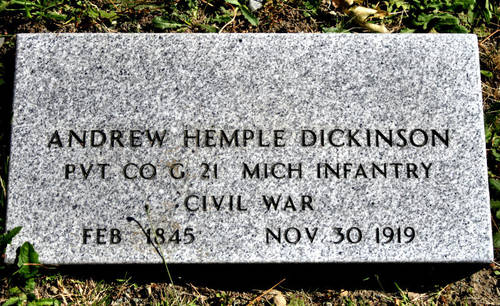 ANDREW HEMPLE DICKINSON
PVT CO G 21 MICH INFANTRY
CIVIL WAR
FEB 1845 NOV 30 1919